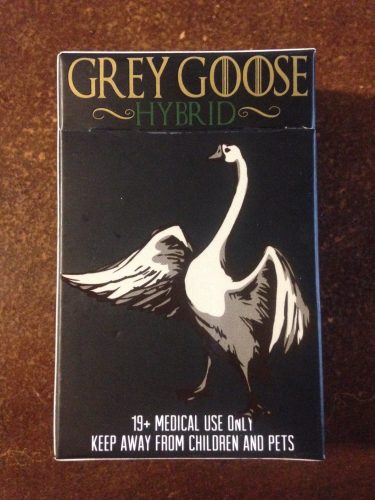 GREY GOOSE
~HYBRID~
19+ MEDICAL USE ONLY
KEEP AWAY FROM CHILDREN AND PETS